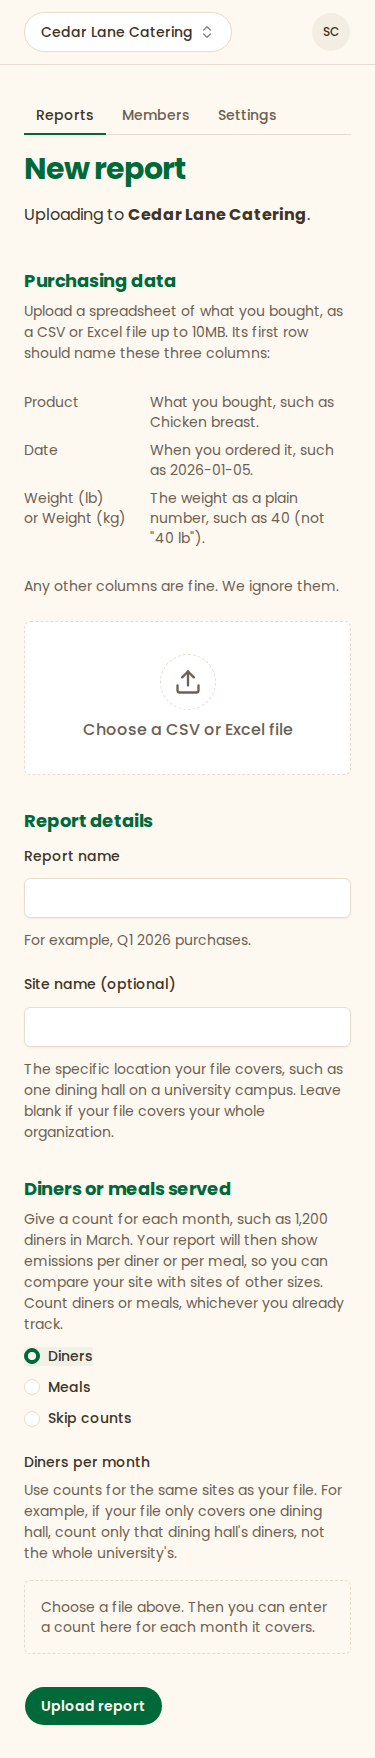 Cedar Lane Catering
SC
Reports Members Settings
New report
Uploading to Cedar Lane Catering.
Purchasing data
Upload a spreadsheet of what you bought, as
a CSV or Excel file up to 10MB. Its first row
should name these three columns:
Product
What you bought, such as
Chicken breast.
Date
When you ordered it, such
as 2026-01-05.
Weight (lb)
or Weight (kg)
The weight as a plain
number, such as 40 (not
"40 lb").
Any other columns are fine. We ignore them.
Choose a CSV or Excel file
Report details
Report name
For example, Q1 2026 purchases.
Site name (optional)
The specific location your file covers, such as
one dining hall on a university campus. Leave
blank if your file covers your whole
organization.
Diners or meals served
Give a count for each month, such as 1,200
diners in March. Your report will then show
emissions per diner or per meal, so you can
compare your site with sites of other sizes.
Count diners or meals, whichever you already
track.
Diners
Meals
Skip counts
Diners per month
Use counts for the same sites as your file. For
example, if your file only covers one dining
hall, count only that dining hall's diners, not
the whole university's.
Choose a file above. Then you can enter
a count here for each month it covers.
Upload report